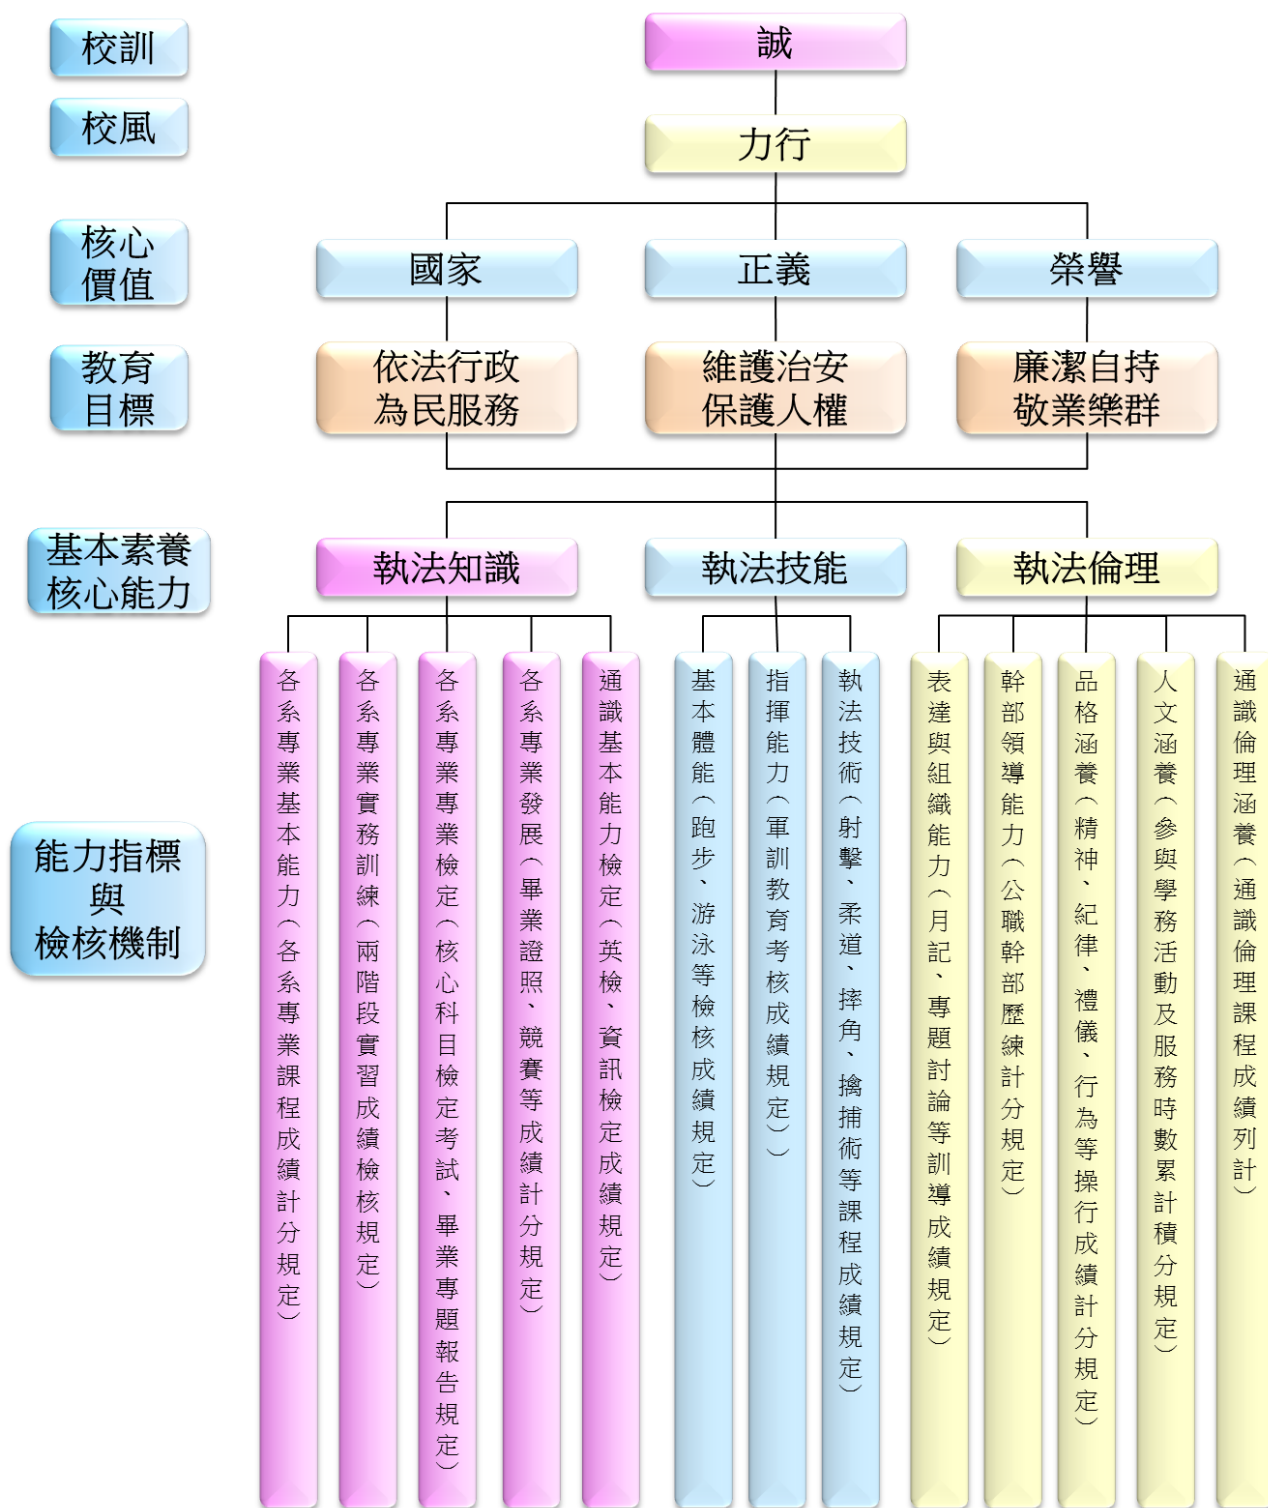 校訓
誠
校風
力行
核心
價值
國家
正義
榮譽
教育
目標
依法行政
為民服務
維護治安
保護人權
廉潔自持
敬業樂群
基本素養
核心能力
執法知識
執法技能
執法倫理
能力指標
與
檢核機制
各系專業基本能力（各系專業課程成績計分規定）
各系專業實務訓練（兩階段實習成績檢核規定）
各系專業專業檢定（核心科目檢定考試、畢業專題報告規定）
各系專業發展（畢業證照、競賽等成績計分規定）
通識基本能力檢定（英檢、資訊檢定成績規定）
基本體能（跑步、游泳等檢核成績規定）
指揮能力（軍訓教育考核成績規定））
執法技術（射擊、柔道、摔角、擒捕術等課程成績規定）
表達與組織能力（月記、專題討論等訓導成績規定）
幹部領導能力（公職幹部歷練計分規定）
品格涵養（精神、紀律、禮儀、行為等操行成績計分規定）
人文涵養（參與學務活動及服務時數累計積分規定）
通識倫理涵養（通識倫理課程成績列計）